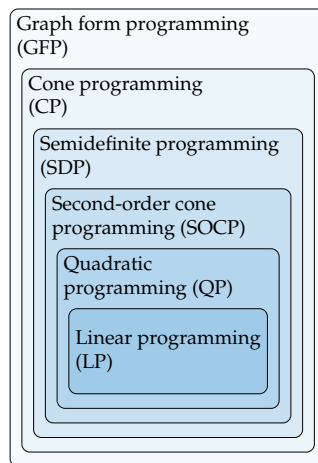 Graph form programming
(GFP)
Cone programming
(CP)
Semidefinite programming
(SDP)
Second-order cone
programming (SOCP)
Quadratic
programming (QP)
Linear programming
(LP)